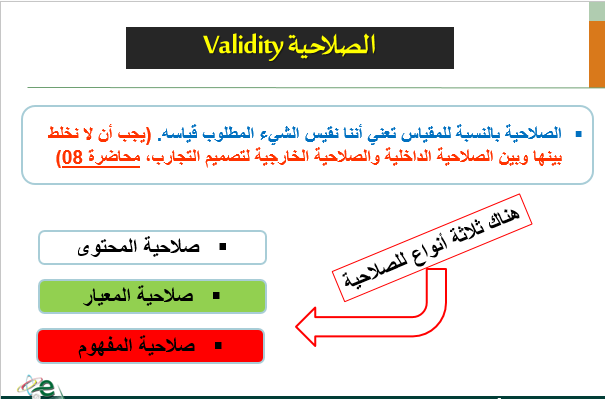 الصلاحية Validity
▪ الصلاحية بالنسبة للمقياس تعني أننا نقيس الشيء المطلوب قياسه. (يجب أن لا نخلط
بينها وبين الصلاحية الداخلية والصلاحية الخارجية لتصميم التجارب، محاضرة 08)
هناك ثلاثة أنواع للصلاحية
▪ صلاحية المحتوى
▪ صلاحية المعيار
▪ صلاحية المفهوم
e